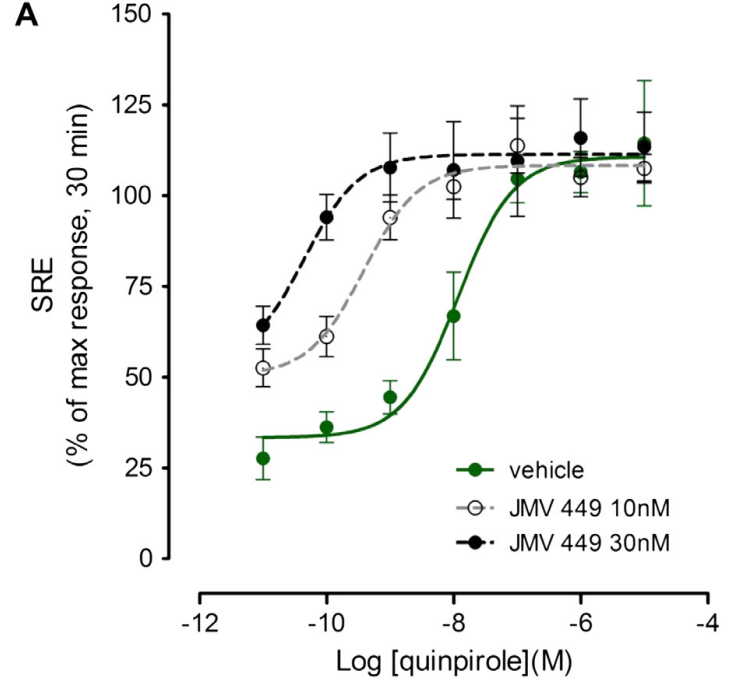 A
150
125
100
75
50
25
0
SRE
(% of max response, 30 min)
vehicle
JMV 449 10nM
JMV 449 30nM
-12 -10 -8 -6 -4
Log [quinpirole](M)